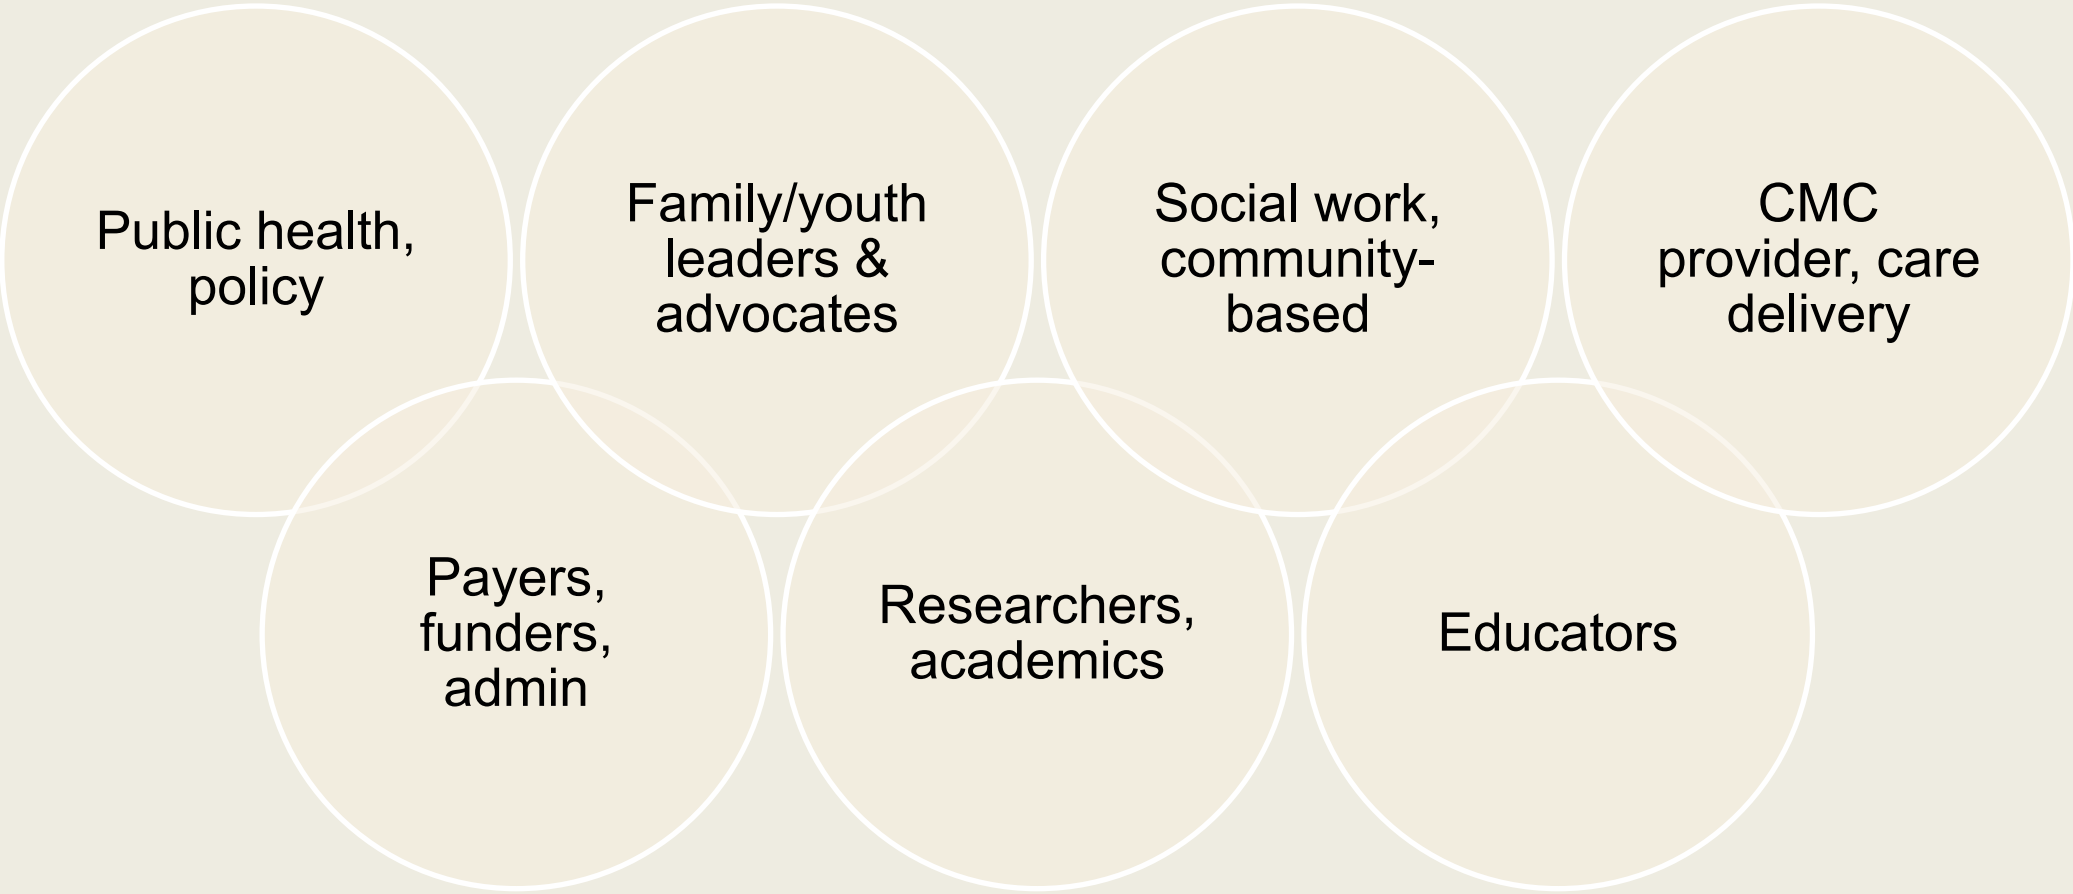 Public health,
policy
Family/youth
leaders &
advocates
Social work,
community-
based
CMC
provider, care
delivery
Payers,
funders,
admin
Researchers,
academics
Educators